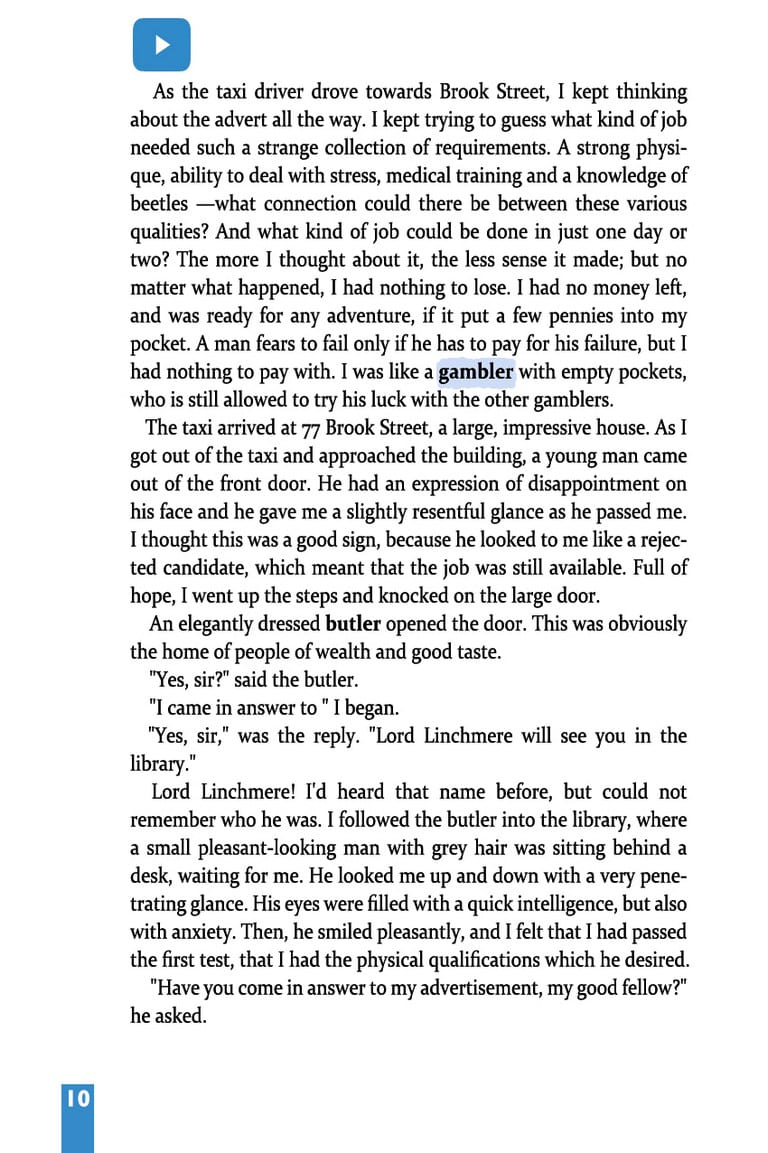 As the taxi driver drove towards Brook Street, I kept thinking
about the advert all the way. I kept trying to guess what kind of job
needed such a strange collection of requirements. A strong physi-
que, ability to deal with stress, medical training and a knowledge of
beetles —what connection could there be between these various
qualities? And what kind of job could be done in just one day or
two? The more I thought about it, the less sense it made; but no
matter what happened, I had nothing to lose. I had no money left,
and was ready for any adventure, if it put a few pennies into my
pocket. A man fears to fail only if he has to pay for his failure, but I
had nothing to pay with. I was like a gambler with empty pockets,
who is still allowed to try his luck with the other gamblers.
The taxi arrived at 77 Brook Street, a large, impressive house. As I
got out of the taxi and approached the building, a young man came
out of the front door. He had an expression of disappointment on
his face and he gave me a slightly resentful glance as he passed me.
I thought this was a good sign, because he looked to me like a rejec-
ted candidate, which meant that the job was still available. Full of
hope, I went up the steps and knocked on the large door.
An elegantly dressed butler opened the door. This was obviously
the home of people of wealth and good taste.
"Yes, sir?" said the butler.
"I came in answer to " I began.
"Yes, sir," was the reply. "Lord Linchmere will see you in the
library."
Lord Linchmere! I'd heard that name before, but could not
remember who he was. I followed the butler into the library, where
a small pleasant-looking man with grey hair was sitting behind a
desk, waiting for me. He looked me up and down with a very pene-
trating glance. His eyes were filled with a quick intelligence, but also
with anxiety. Then, he smiled pleasantly, and I felt that I had passed
the first test, that I had the physical qualifications which he desired.
"Have you come in answer to my advertisement, my good fellow?"
he asked.
10